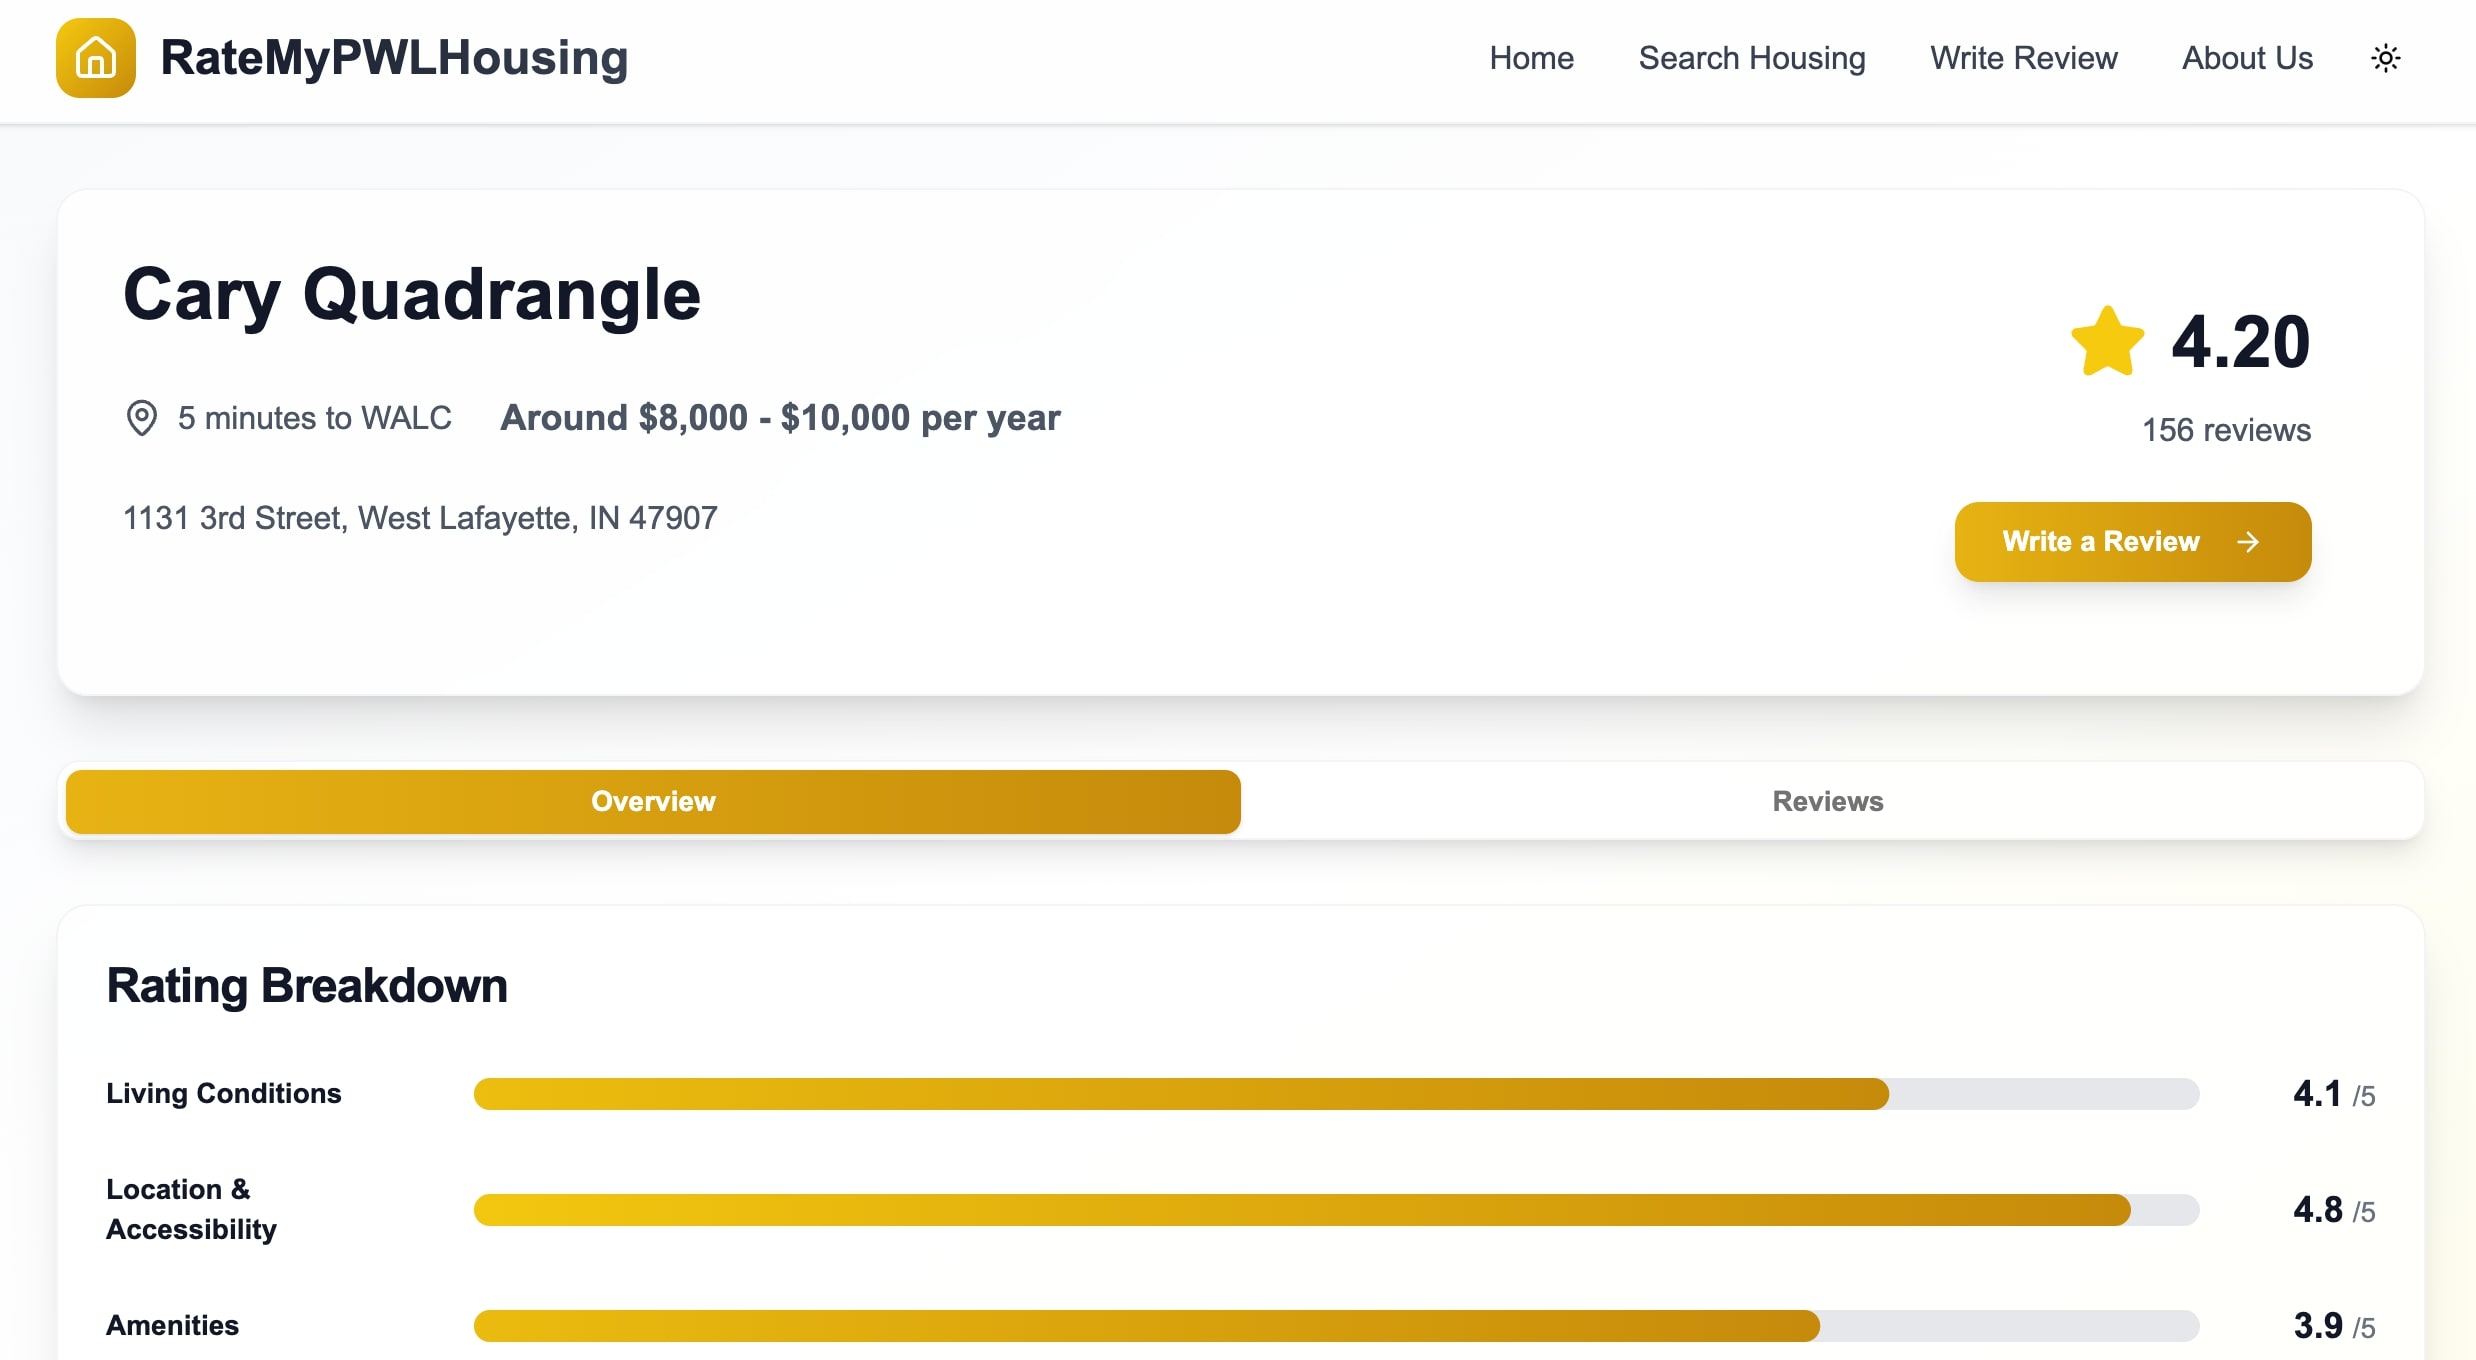 RateMyPWLHousing
Home Search Housing Write Review About Us
Cary Quadrangle
5 minutes to WALC Around $8,000 - $10,000 per year
1131 3rd Street, West Lafayette, IN 47907
4.20
156 reviews
Write a Review
Overview Reviews
Rating Breakdown
Living Conditions 4.1 /5
Location &
Accessibility 4.8 /5
Amenities 3.9 /5